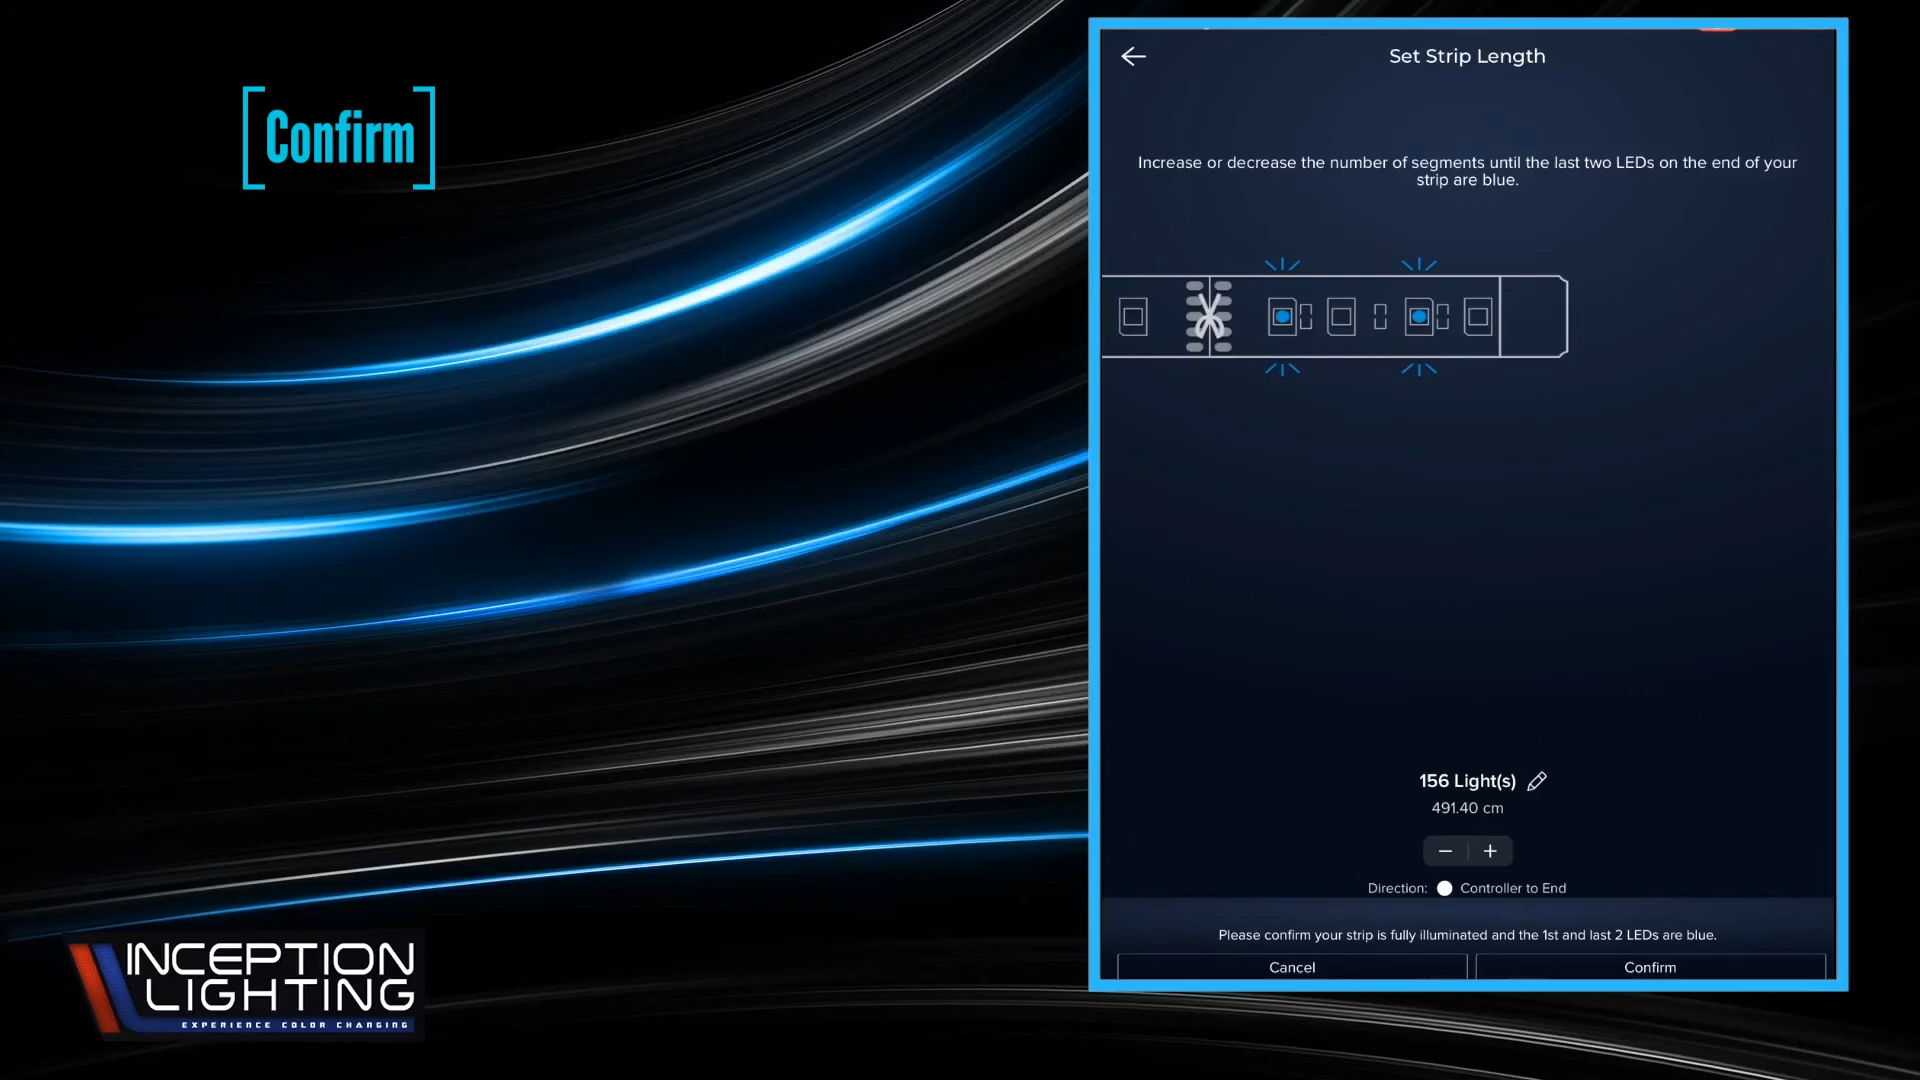 Confirm
Set Strip Length
Increase or decrease the number of segments until the last two LEDs on the end of your
strip are blue.
156 Light(s)
491.40 cm
− +
Direction: Controller to End
Please confirm your strip is fully illuminated and the 1st and last 2 LEDs are blue.
Cancel Confirm
INCEPTION
LIGHTING
EXPERIENCE COLOR CHANGING